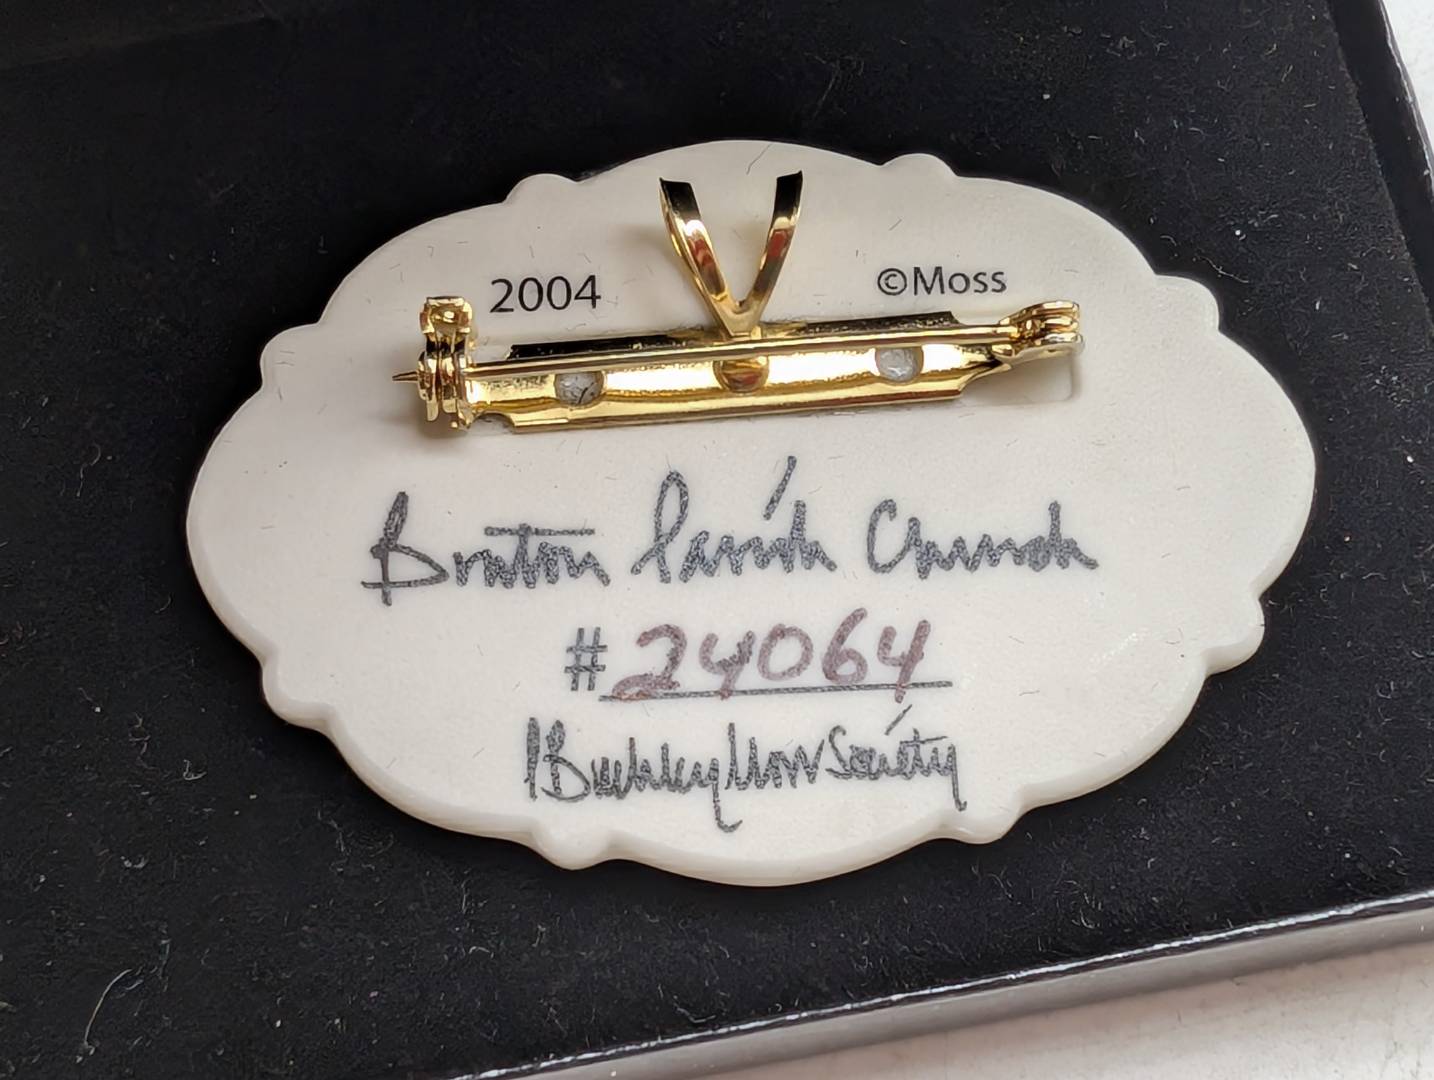 2004 ©Moss
Bruton Parish Church
#24064
P Buckley Moss Society